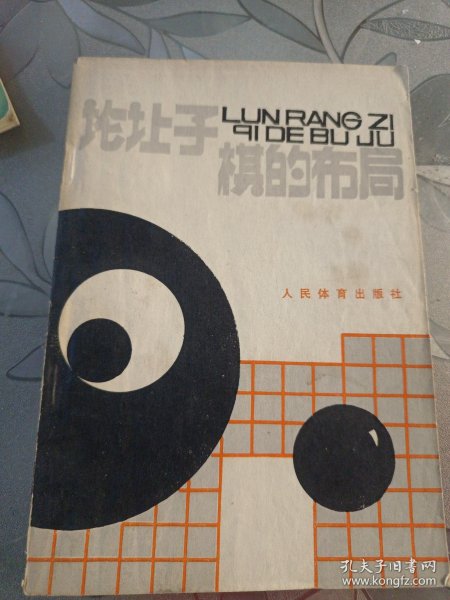 论让子
LUN RANG ZI
QI DE BU JU
棋的布局
人民体育出版社
孔夫子旧书网
www.kongfz.com